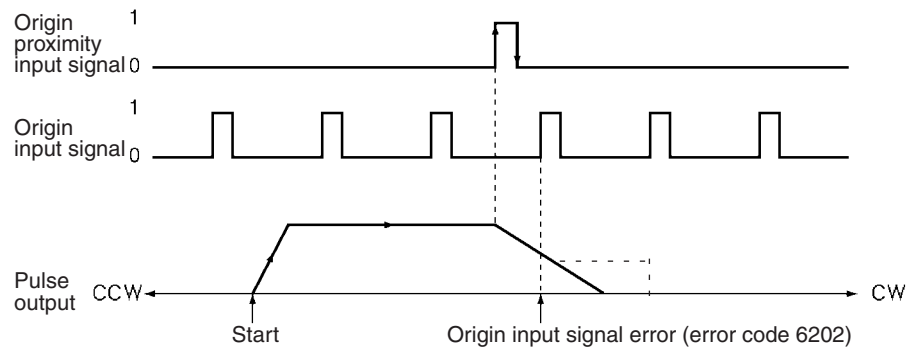 Origin
proximity
input signal
1
0
Origin
input signal
1
0
Pulse
output
CCW
CW
Start
Origin input signal error (error code 6202)